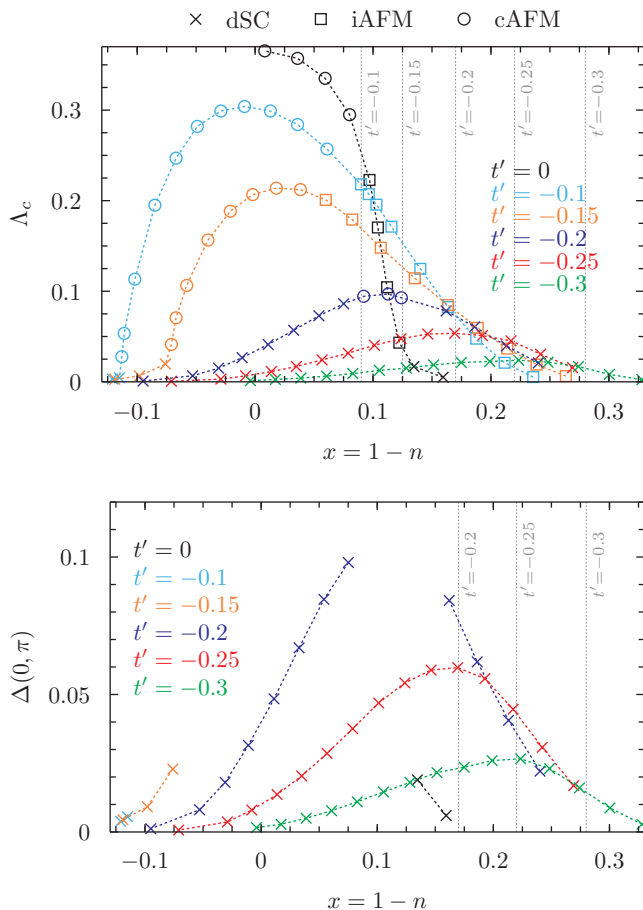 × dSC □ iAFM ○ cAFM
0.3
0.2
0.1
0
Λc
t′=−0.1
t′=−0.15
t′=−0.2
t′=−0.25
t′=−0.3
t′ = 0
t′ = −0.1
t′ = −0.15
t′ = −0.2
t′ = −0.25
t′ = −0.3
−0.1 0 0.1 0.2 0.3
x = 1 − n
0.1
0.05
0
Δ(0, π)
t′ = 0
t′ = −0.1
t′ = −0.15
t′ = −0.2
t′ = −0.25
t′ = −0.3
t′=−0.2
t′=−0.25
t′=−0.3
−0.1 0 0.1 0.2 0.3
x = 1 − n